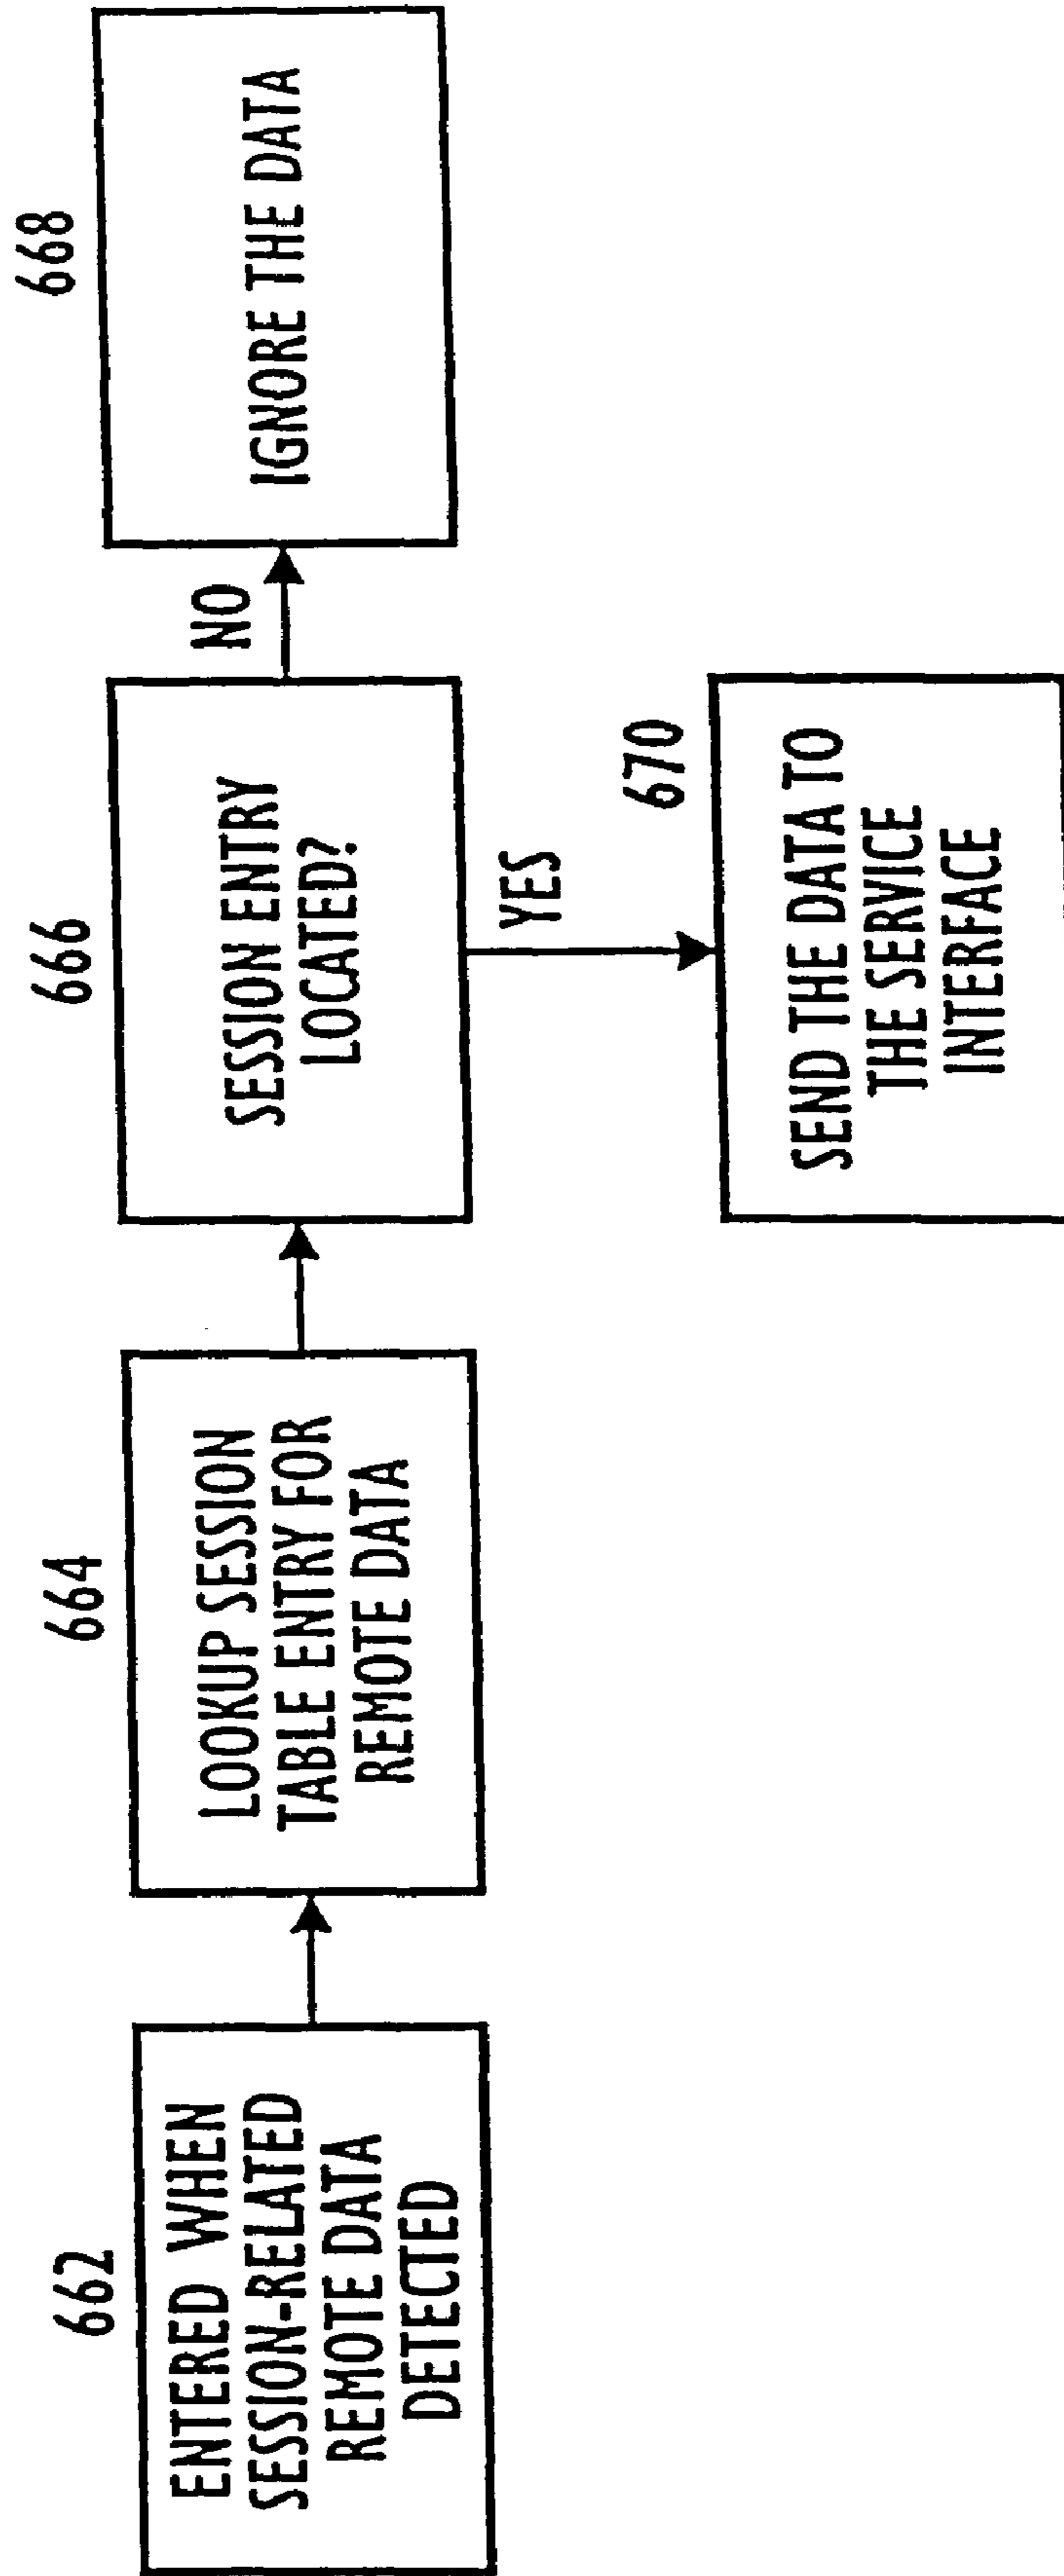 662
ENTERED WHEN
SESSION-RELATED
REMOTE DATA
DETECTED
664
LOOKUP SESSION
TABLE ENTRY FOR
REMOTE DATA
666
SESSION ENTRY
LOCATED?
NO
668
IGNORE THE DATA
YES
670
SEND THE DATA TO
THE SERVICE
INTERFACE